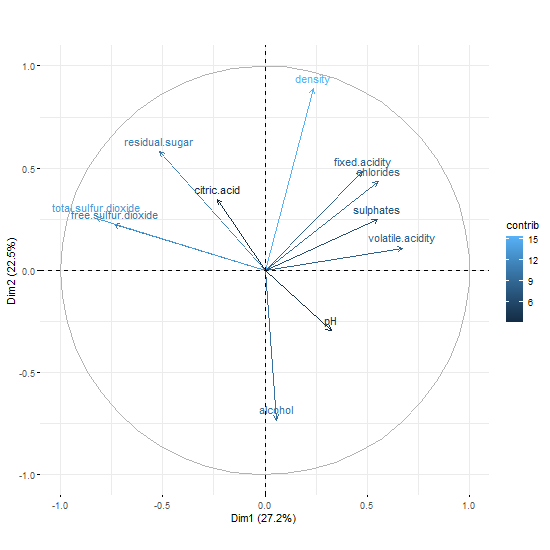 1.0
density
residual.sugar
fixed.acidity
chlorides
0.5
citric.acid
total.sulfur.dioxide
free.sulfur.dioxide
sulphates
volatile.acidity
contrib
15
12
9
6
Dim2 (22.5%)
0.0
pH
-0.5
alcohol
-1.0
-1.0 -0.5 0.0 0.5 1.0
Dim1 (27.2%)